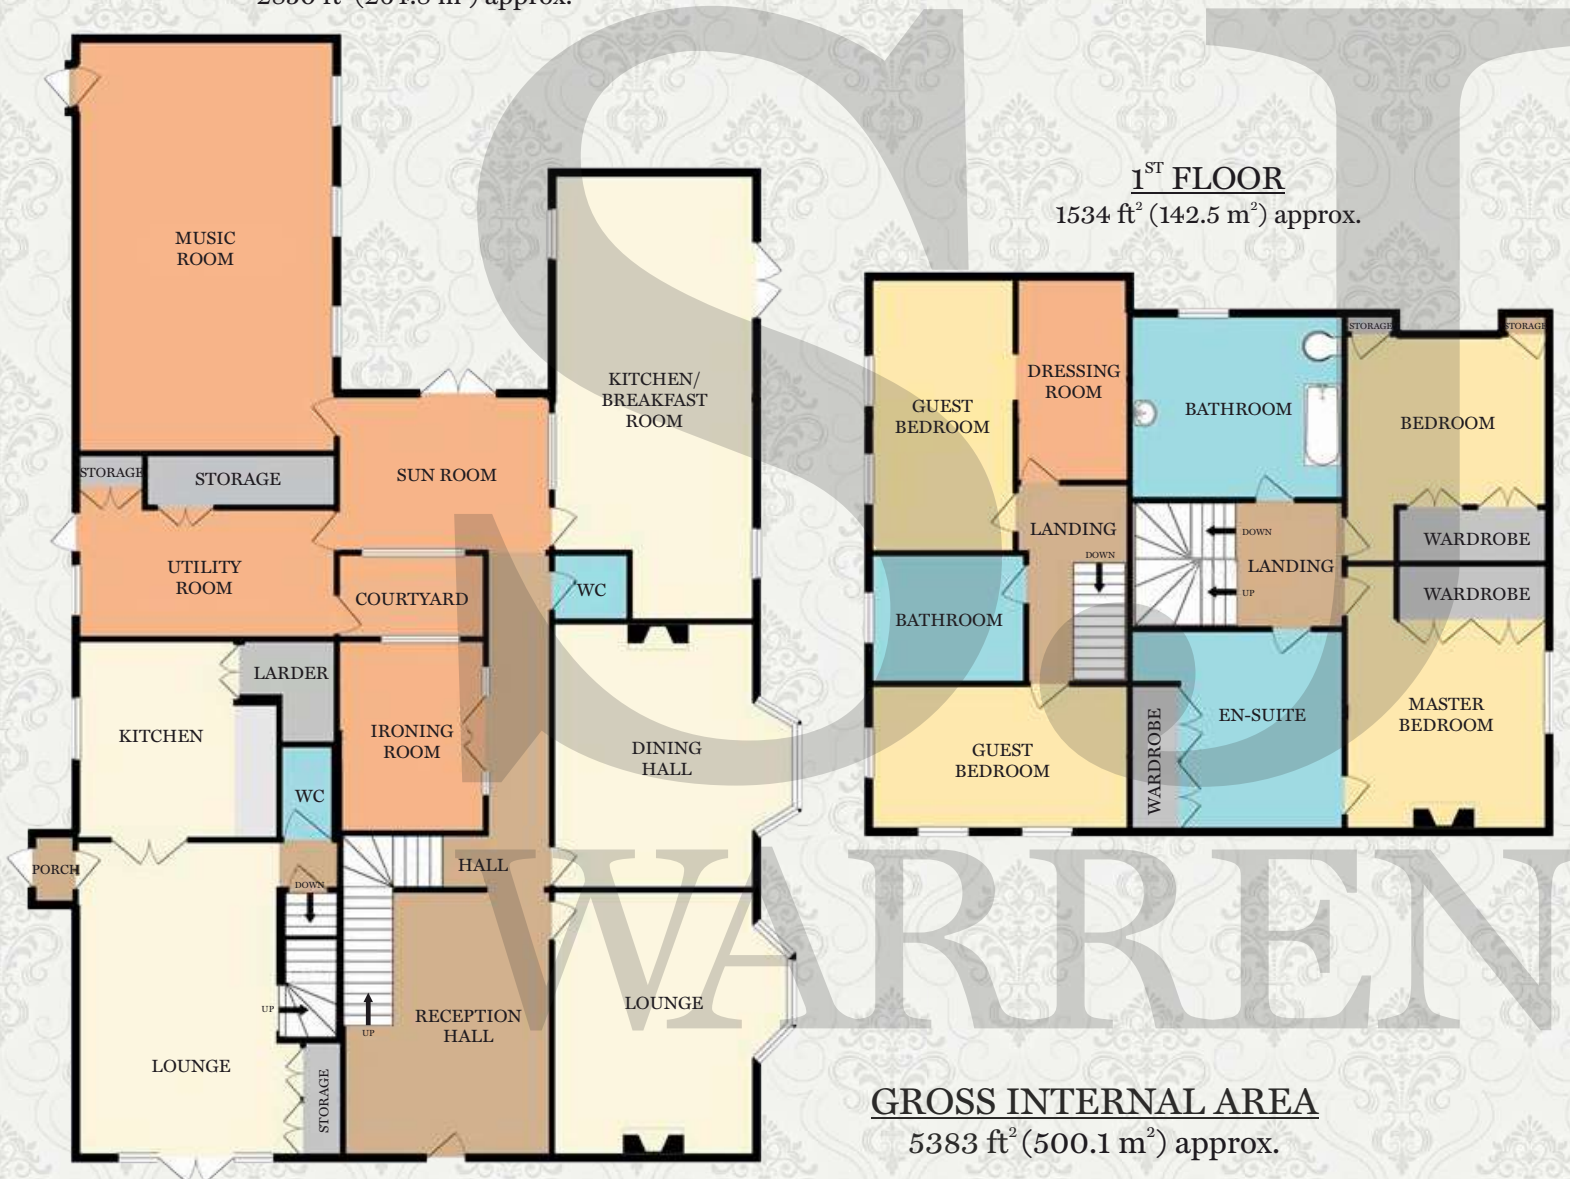 MUSIC
ROOM
STORAGE
STORAGE
SUN ROOM
UTILITY
ROOM
COURTYARD
WC
KITCHEN/
BREAKFAST
ROOM
LARDER
KITCHEN
IRONING
ROOM
WC
DINING
HALL
HALL
PORCH
DOWN
UP
UP
LOUNGE
STORAGE
RECEPTION
HALL
LOUNGE
1ST FLOOR
1534 ft² (142.5 m²) approx.
GUEST
BEDROOM
DRESSING
ROOM
BATHROOM
STORAGE
STORAGE
BEDROOM
LANDING
DOWN
DOWN
LANDING
UP
WARDROBE
WARDROBE
BATHROOM
GUEST
BEDROOM
WARDROBE
EN-SUITE
MASTER
BEDROOM
GROSS INTERNAL AREA
5383 ft² (500.1 m²) approx.
SJ
WARREN